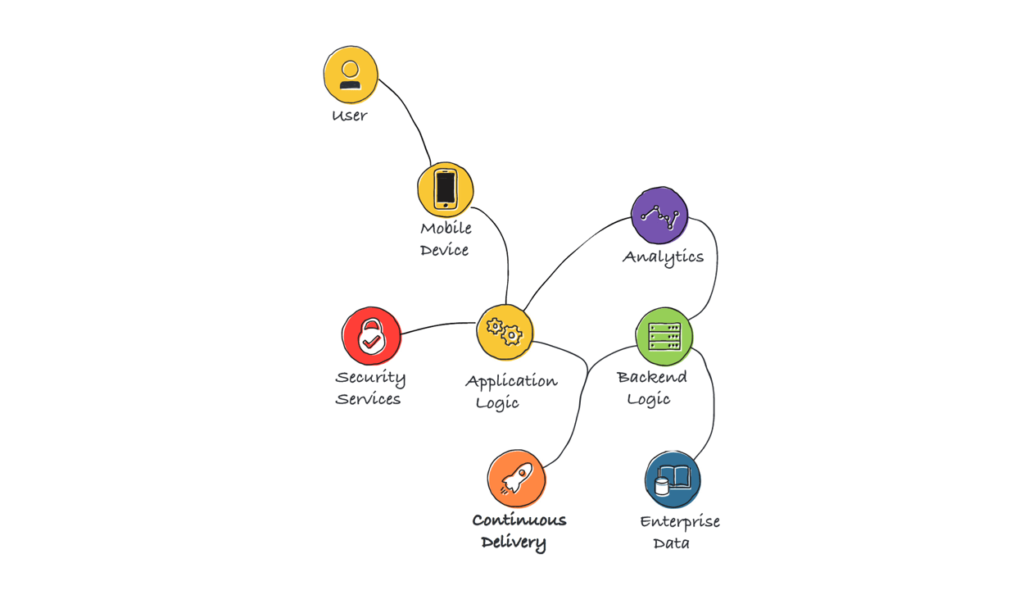 User
Mobile
Device
Analytics
Security
Services
Application
Logic
Backend
Logic
Continuous
Delivery
Enterprise
Data